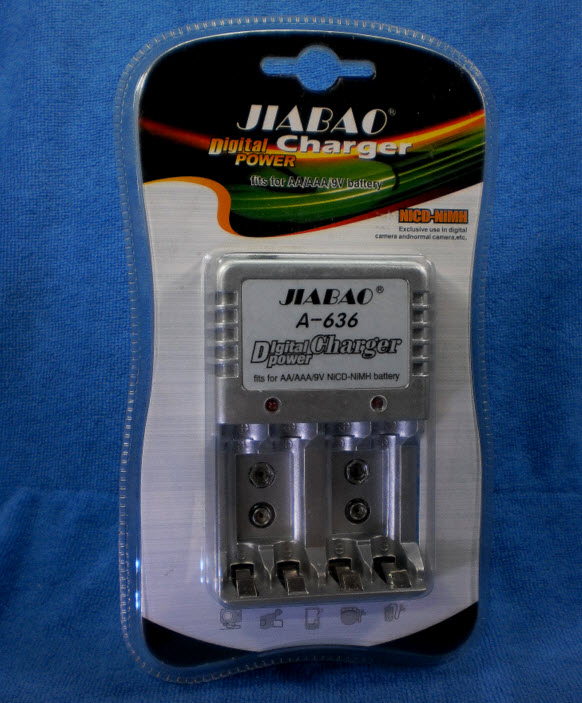 JIABAO®
Digital Charger
POWER
fits for AA/AAA/9V battery
NICD-NIMH
Exclusive use in digital
camera andnormal camera,etc.
JIABAO®
A-636
Digital Charger
power
fits for AA/AAA/9V NICD-NIMH battery